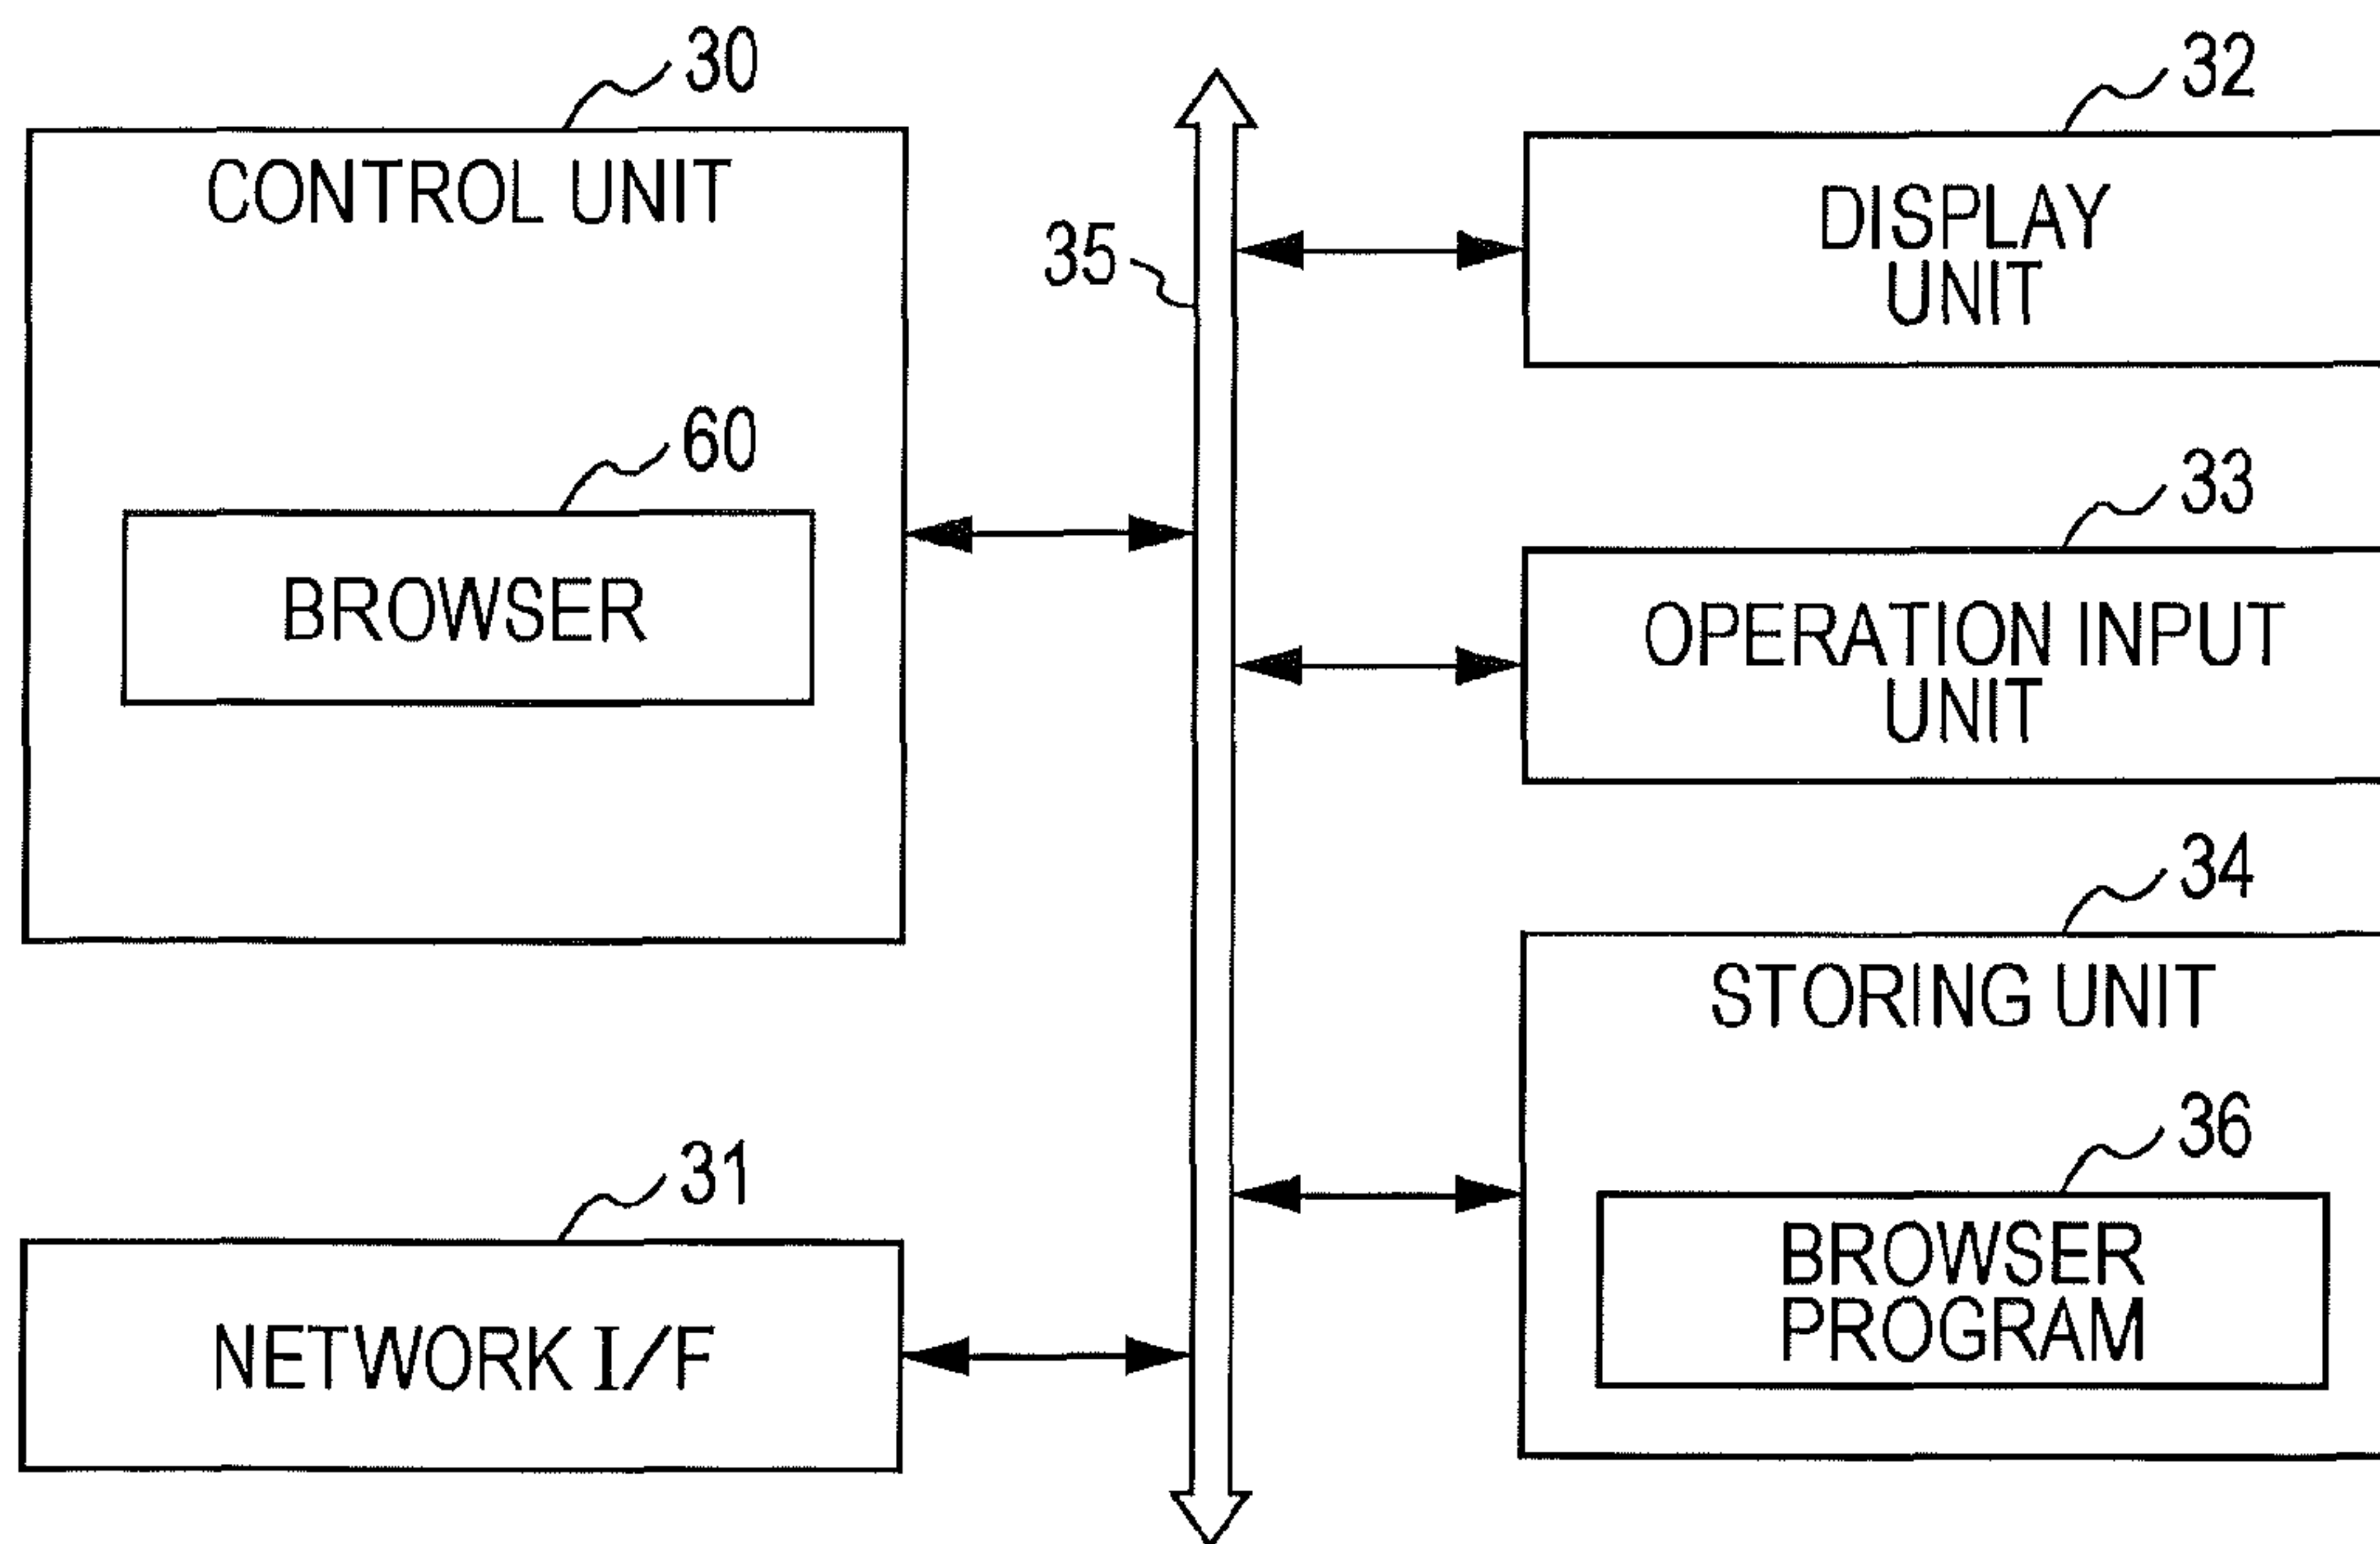 30
CONTROL UNIT
60
BROWSER
31
NETWORK I/F
35
32
DISPLAY
UNIT
33
OPERATION INPUT
UNIT
34
STORING UNIT
36
BROWSER
PROGRAM